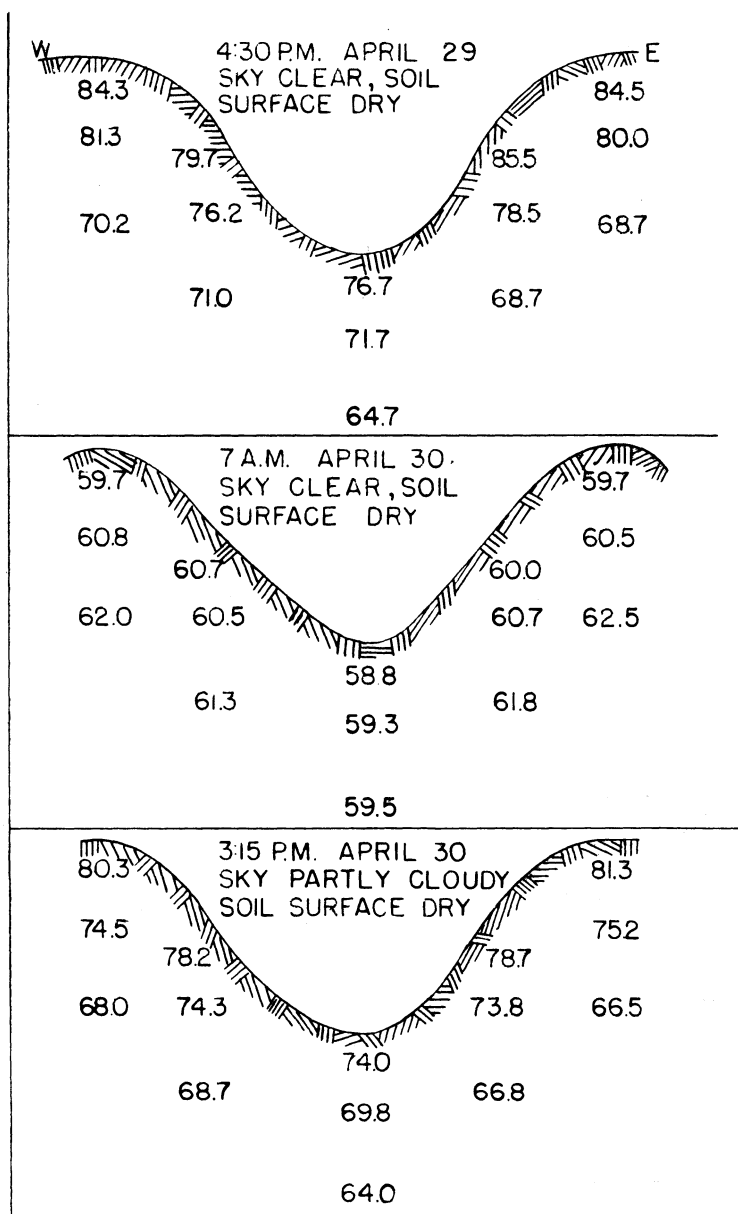 W 4:30 P.M. APRIL 29 E
84.3 SKY CLEAR, SOIL 84.5
SURFACE DRY
81.3 80.0
79.7 85.5
70.2 76.2 78.5 68.7
76.7
71.0 68.7
71.7
64.7
7 A.M. APRIL 30.
59.7 SKY CLEAR, SOIL 59.7
SURFACE DRY
60.8 60.5
60.7 60.0
62.0 60.5 60.7 62.5
58.8
61.3 61.8
59.3
59.5
3:15 P.M. APRIL 30
80.3 SKY PARTLY CLOUDY 81.3
SOIL SURFACE DRY
74.5 75.2
78.2 78.7
68.0 74.3 73.8 66.5
74.0
68.7 66.8
69.8
64.0